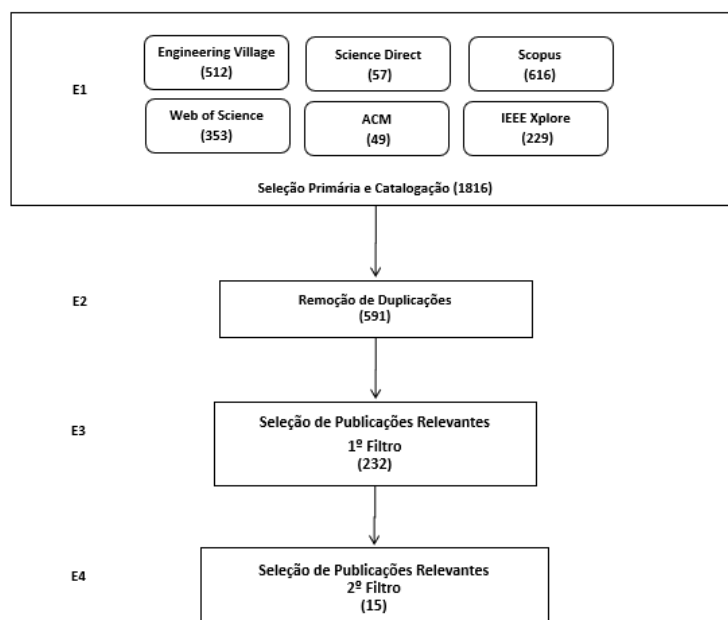 Engineering Village
(512)
Science Direct
(57)
Scopus
(616)
E1
Web of Science
(353)
ACM
(49)
IEEE Xplore
(229)
Seleção Primária e Catalogação (1816)
E2
Remoção de Duplicações
(591)
E3
Seleção de Publicações Relevantes
1º Filtro
(232)
E4
Seleção de Publicações Relevantes
2º Filtro
(15)